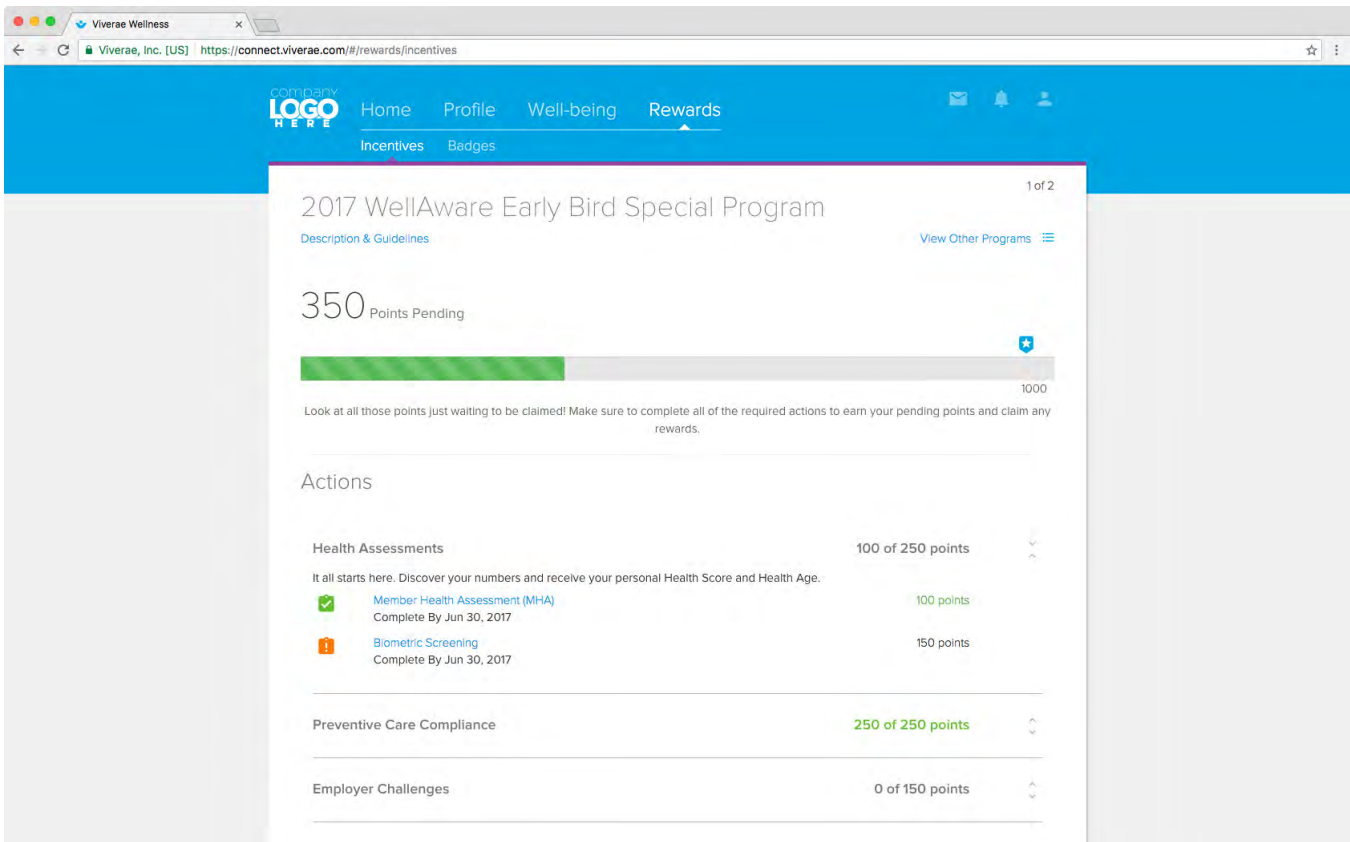 Viverae Wellness
Viverae, Inc. [US] https://connect.viverae.com/#/rewards/incentives
company
LOGO
HERE
Home Profile Well-being Rewards
Incentives Badges
1 of 2
2017 WellAware Early Bird Special Program
Description & Guidelines View Other Programs
350 Points Pending
1000
Look at all those points just waiting to be claimed! Make sure to complete all of the required actions to earn your pending points and claim any
rewards.
Actions
Health Assessments 100 of 250 points
It all starts here. Discover your numbers and receive your personal Health Score and Health Age.
Member Health Assessment (MHA) 100 points
Complete By Jun 30, 2017
Biometric Screening 150 points
Complete By Jun 30, 2017
Preventive Care Compliance 250 of 250 points
Employer Challenges 0 of 150 points